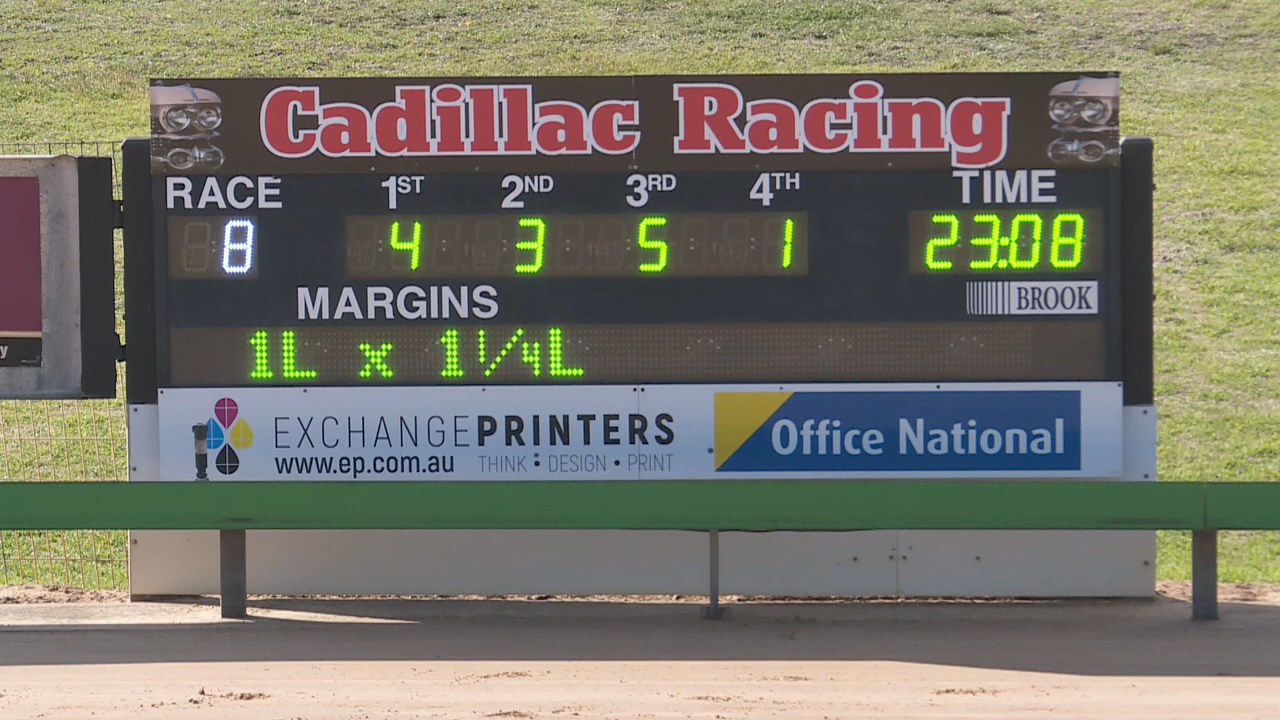 Cadillac Racing
RACE 1ST 2ND 3RD 4TH TIME
8 4 3 5 1 23:08
MARGINS
BROOK
1L x 1¼L
EXCHANGEPRINTERS
www.ep.com.au THINK : DESIGN • PRINT
Office National